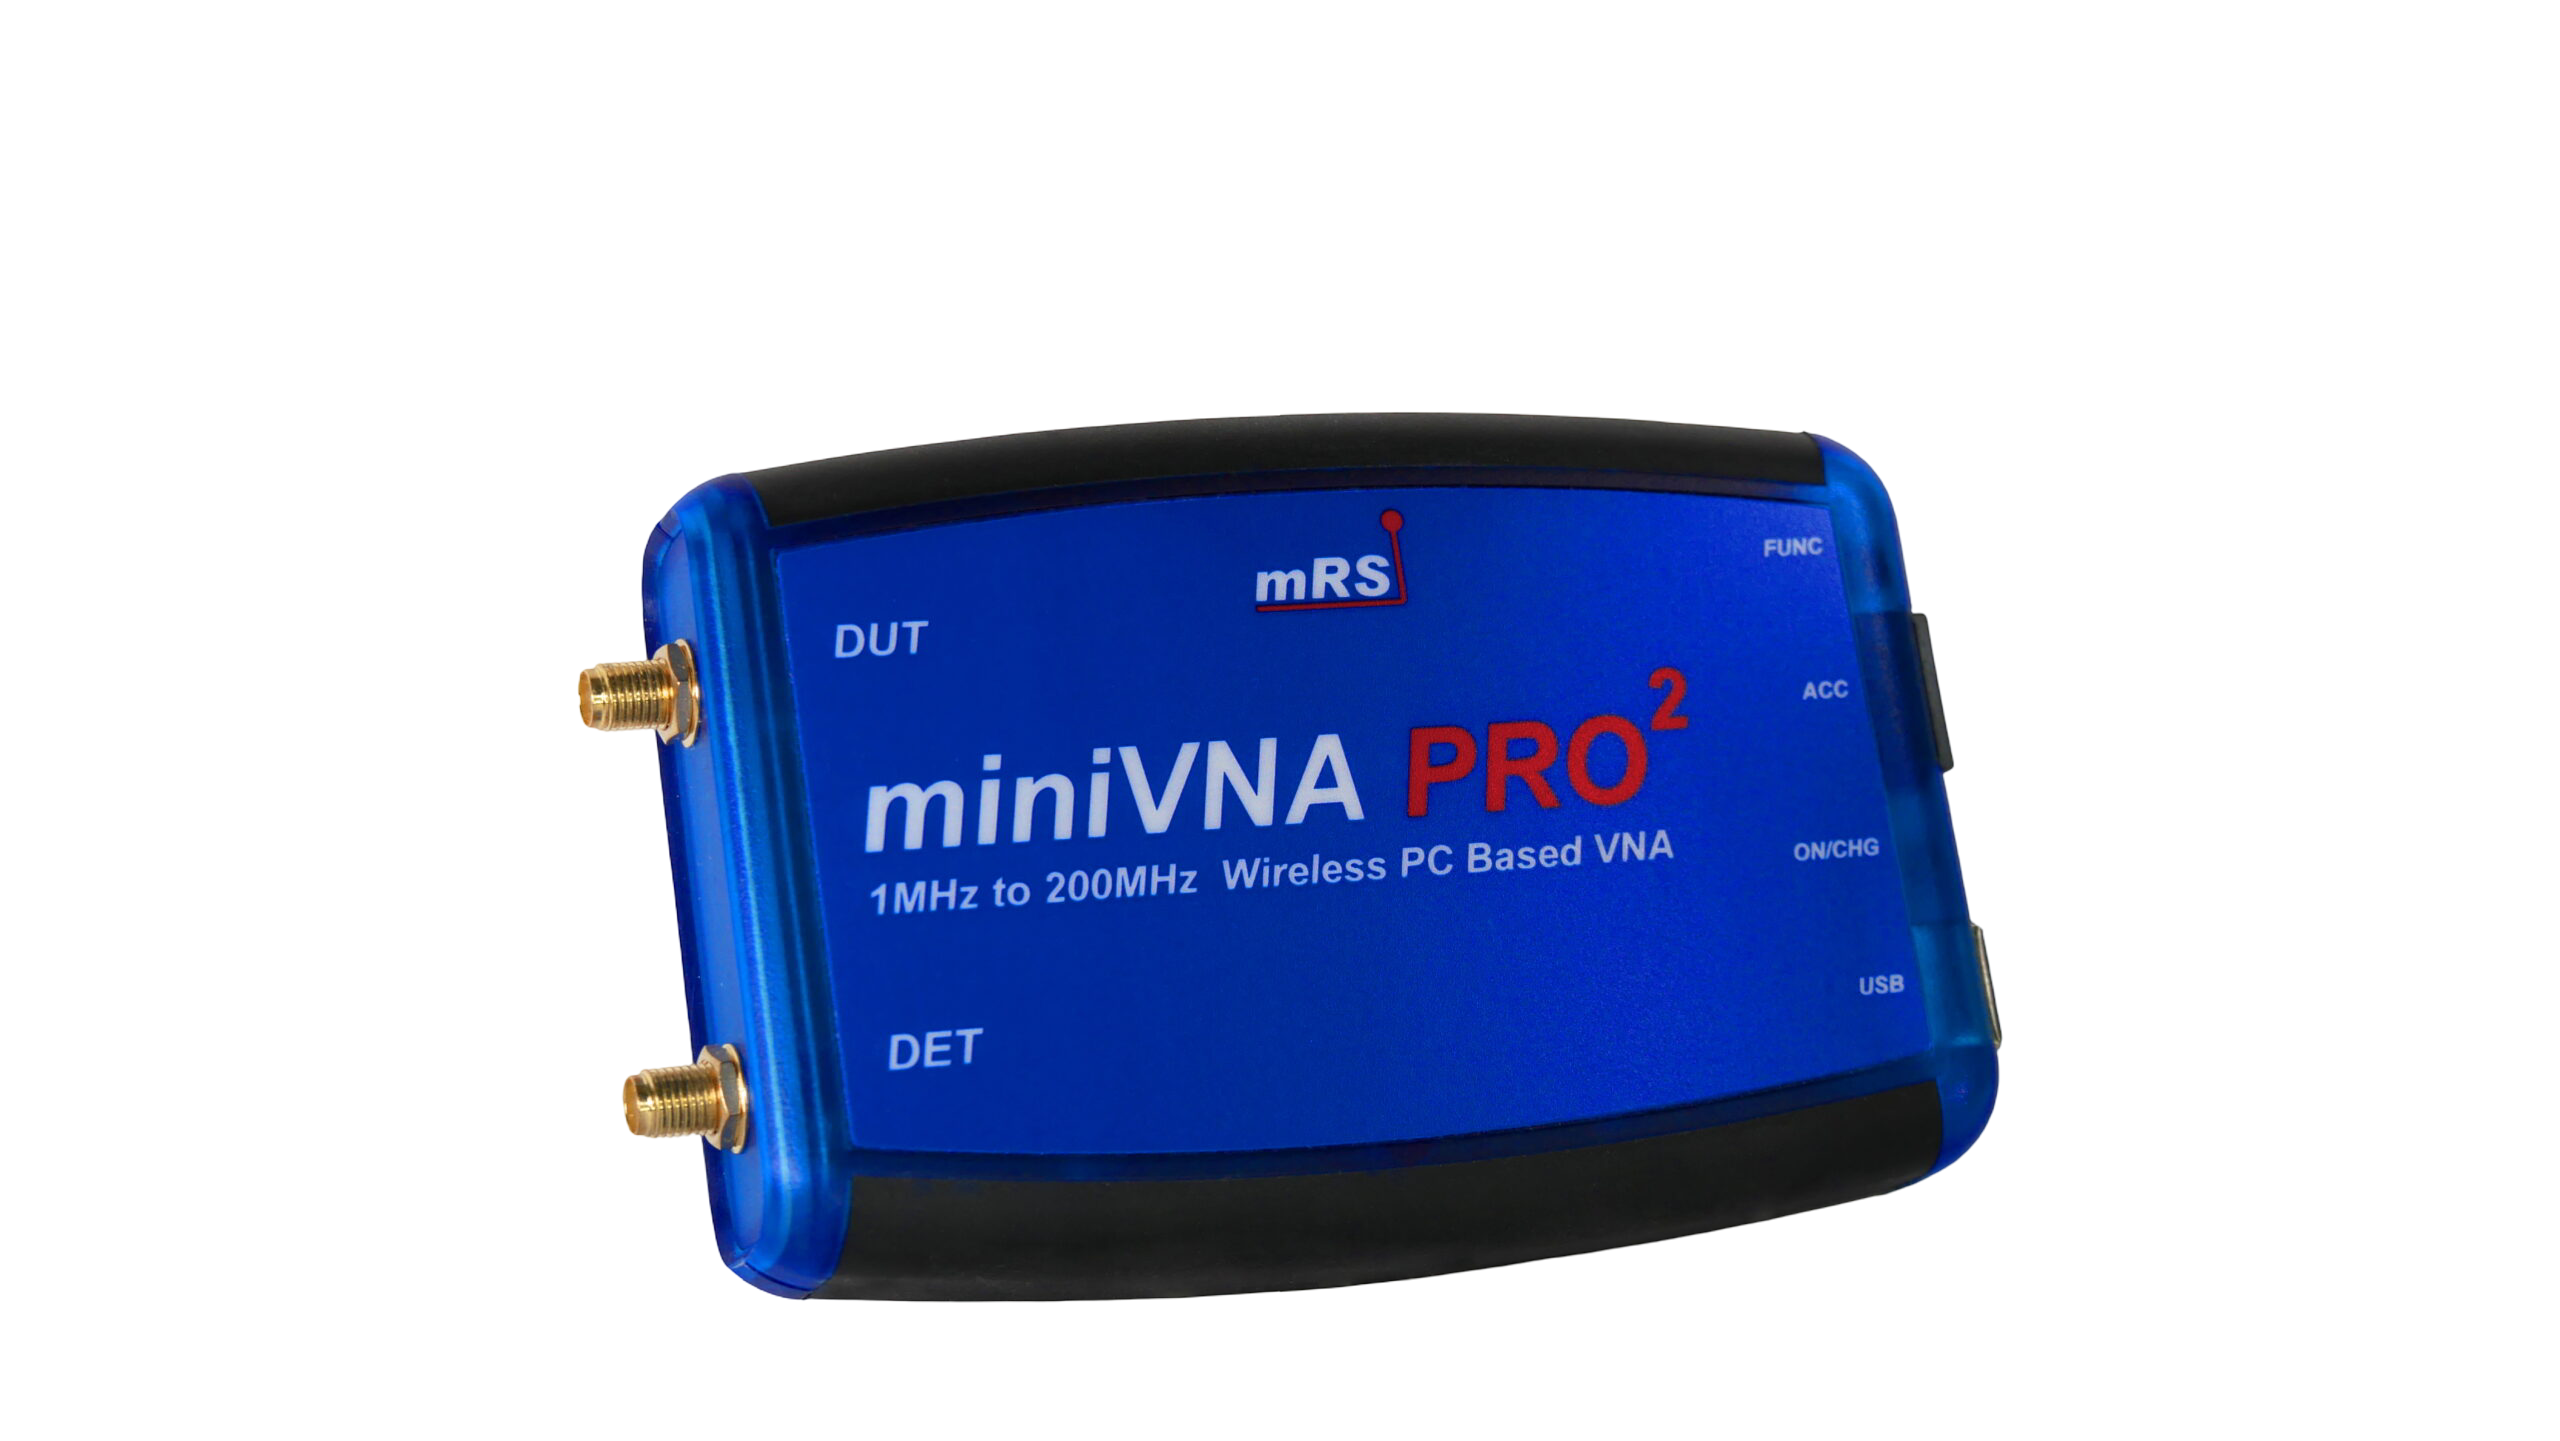 mRS
FUNC
DUT
ACC
miniVNA PRO²
1MHz to 200MHz Wireless PC Based VNA
ON/CHG
USB
DET